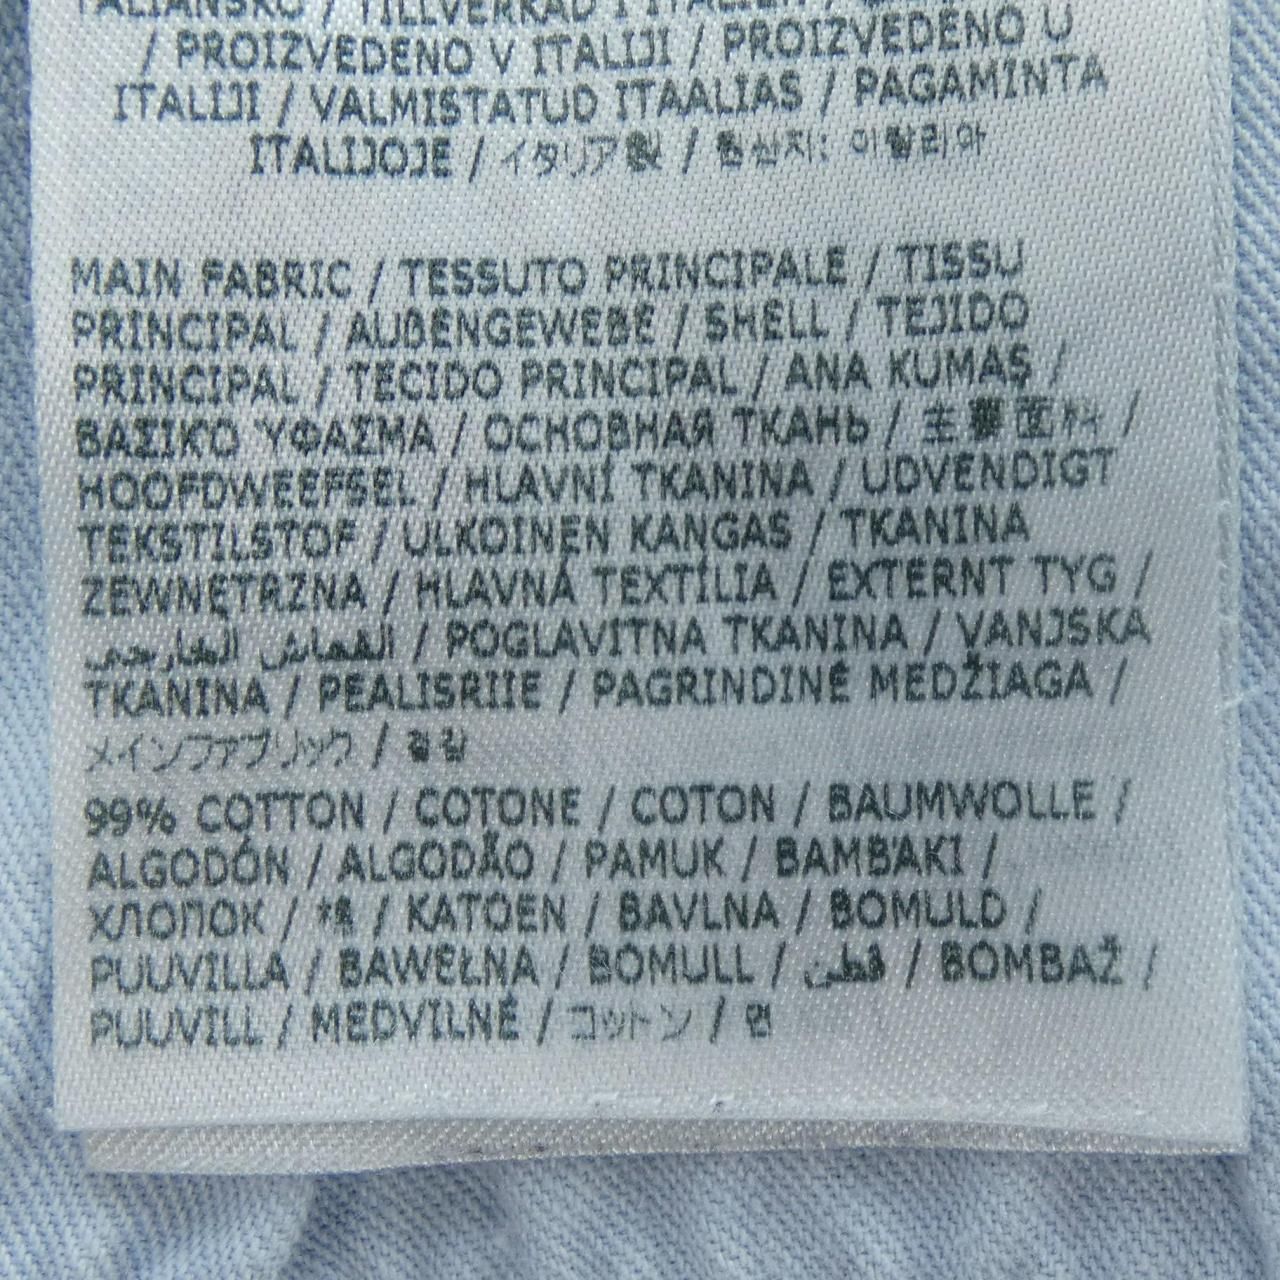 TALIANSKO / TILLVERKAD I ITALIEN /
/ PROIZVEDENO V ITALIJI / PROIZVEDENO U
ITALIJI / VALMISTATUD ITAALIAS / PAGAMINTA
ITALIJOJE / イタリア製 / 원산지: 이탈리아
MAIN FABRIC / TESSUTO PRINCIPALE / TISSU
PRINCIPAL / AUßENGEWEBE / SHELL / TEJIDO
PRINCIPAL / TECIDO PRINCIPAL / ANA KUMAŞ /
ΒΑΣΙΚΟ ΥΦΑΣΜΑ / ОСНОВНАЯ ТКАНЬ / 主要面料 /
HOOFDWEEFSEL / HLAVNÍ TKANINA / UDVENDIGT
TEKSTILSTOF / ULKOINEN KANGAS / TKANINA
ZEWNĘTRZNA / HLAVNÁ TEXTÍLIA / EXTERNT TYG /
القماش الخارجي / POGLAVITNA TKANINA / VANJSKA
TKANINA / PEALISRIIE / PAGRINDINĖ MEDŽIAGA /
メインファブリック / 겉감
99% COTTON / COTONE / COTON / BAUMWOLLE /
ALGODÓN / ALGODÃO / PAMUK / BAMBAKI /
ХЛОПОК / 棉 / KATOEN / BAVLNA / BOMULD /
PUUVILLA / BAWEŁNA / BOMULL / قطن / BOMBAŽ /
PUUVILL / MEDVILNĖ / コットン / 면